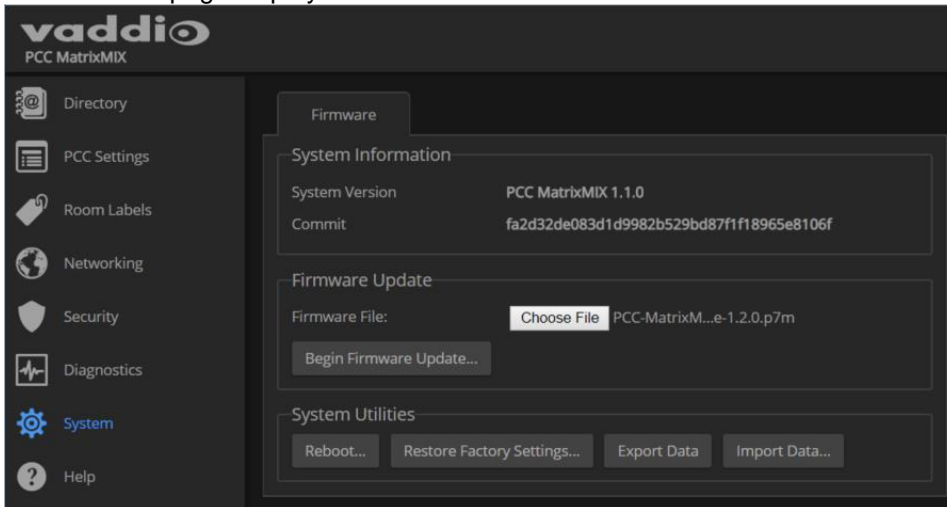 vaddio
PCC MatrixMIX
Directory
PCC Settings
Room Labels
Networking
Security
Diagnostics
System
Help
Firmware
System Information
System Version PCC MatrixMIX 1.1.0
Commit fa2d32de083d1d9982b529bd87f1f18965e8106f
Firmware Update
Firmware File: Choose File PCC-MatrixM...e-1.2.0.p7m
Begin Firmware Update...
System Utilities
Reboot... Restore Factory Settings... Export Data Import Data...